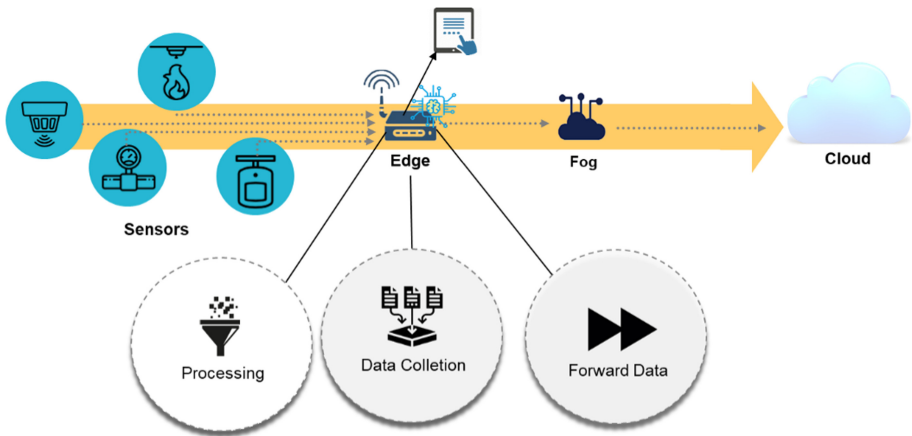 Edge
Fog
Cloud
Sensors
Processing
Data Colletion
Forward Data